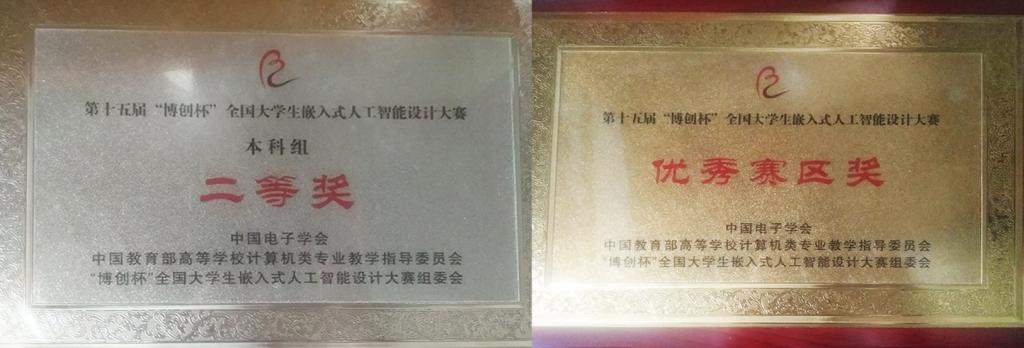 第十五届“博创杯”全国大学生嵌入式人工智能设计大赛
本科组
二等奖
中国电子学会
中国教育部高等学校计算机类专业教学指导委员会
“博创杯”全国大学生嵌入式人工智能设计大赛组委会
第十五届“博创杯”全国大学生嵌入式人工智能设计大赛
优秀赛区奖
中国电子学会
中国教育部高等学校计算机类专业教学指导委员会
“博创杯”全国大学生嵌入式人工智能设计大赛组委会